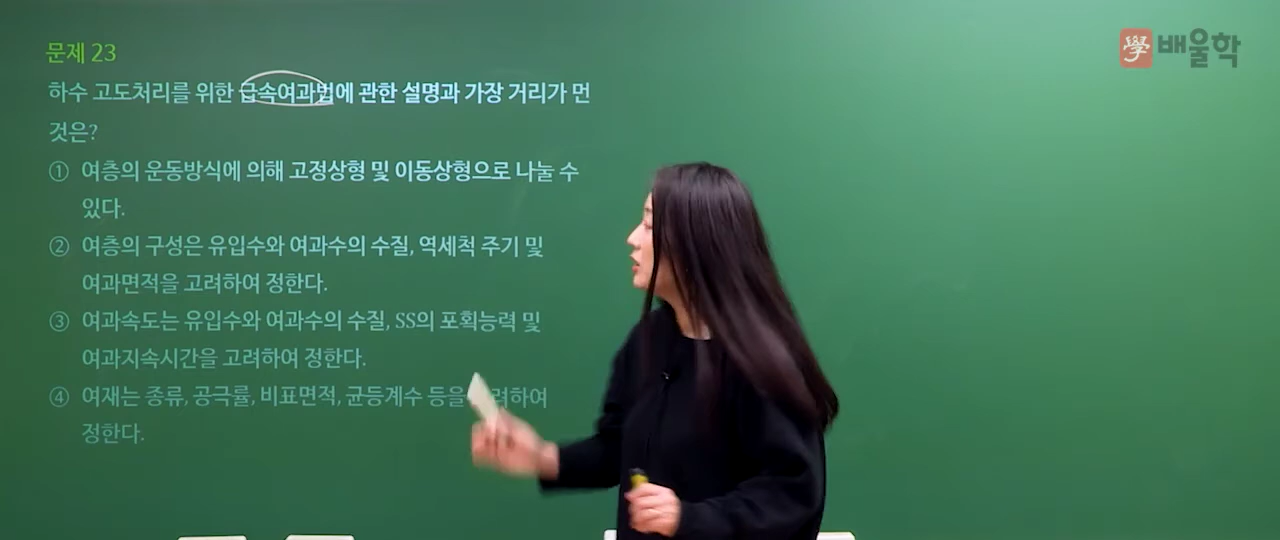 문제 23
學 배울학
하수 고도처리를 위한 급속여과법에 관한 설명과 가장 거리가 먼
것은?
① 여층의 운동방식에 의해 고정상형 및 이동상형으로 나눌 수
있다.
② 여층의 구성은 유입수와 여과수의 수질, 역세척 주기 및
여과면적을 고려하여 정한다.
③ 여과속도는 유입수와 여과수의 수질, SS의 포획능력 및
여과지속시간을 고려하여 정한다.
④ 여재는 종류, 공극률, 비표면적, 균등계수 등을 려하여
정한다.